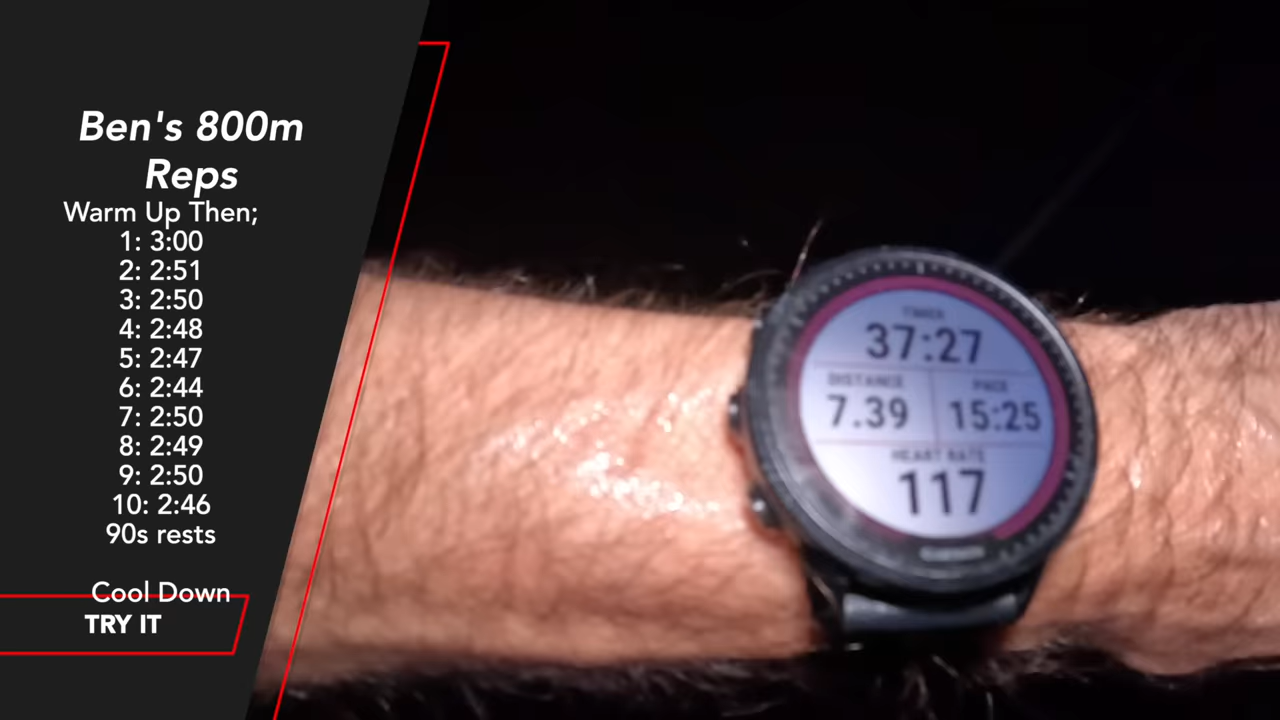 Ben's 800m
Reps
Warm Up Then;
1: 3:00
2: 2:51
3: 2:50
4: 2:48
5: 2:47
6: 2:44
7: 2:50
8: 2:49
9: 2:50
10: 2:46
90s rests
Cool Down
TRY IT
TIMER
37:27
DISTANCE
PACE
7.39
15:25
HEART RATE
117
GARMIN